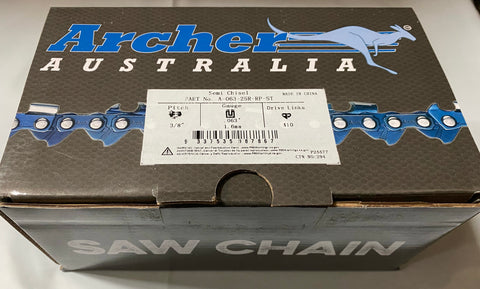 Archer
AUSTRALIA
Semi Chisel
PART No. A-063-25R-RP-ST
MADE IN CHINA
Pitch
Gauge
Drive Links
3/8"
.063"
1.6mm
410
SAW CHAIN